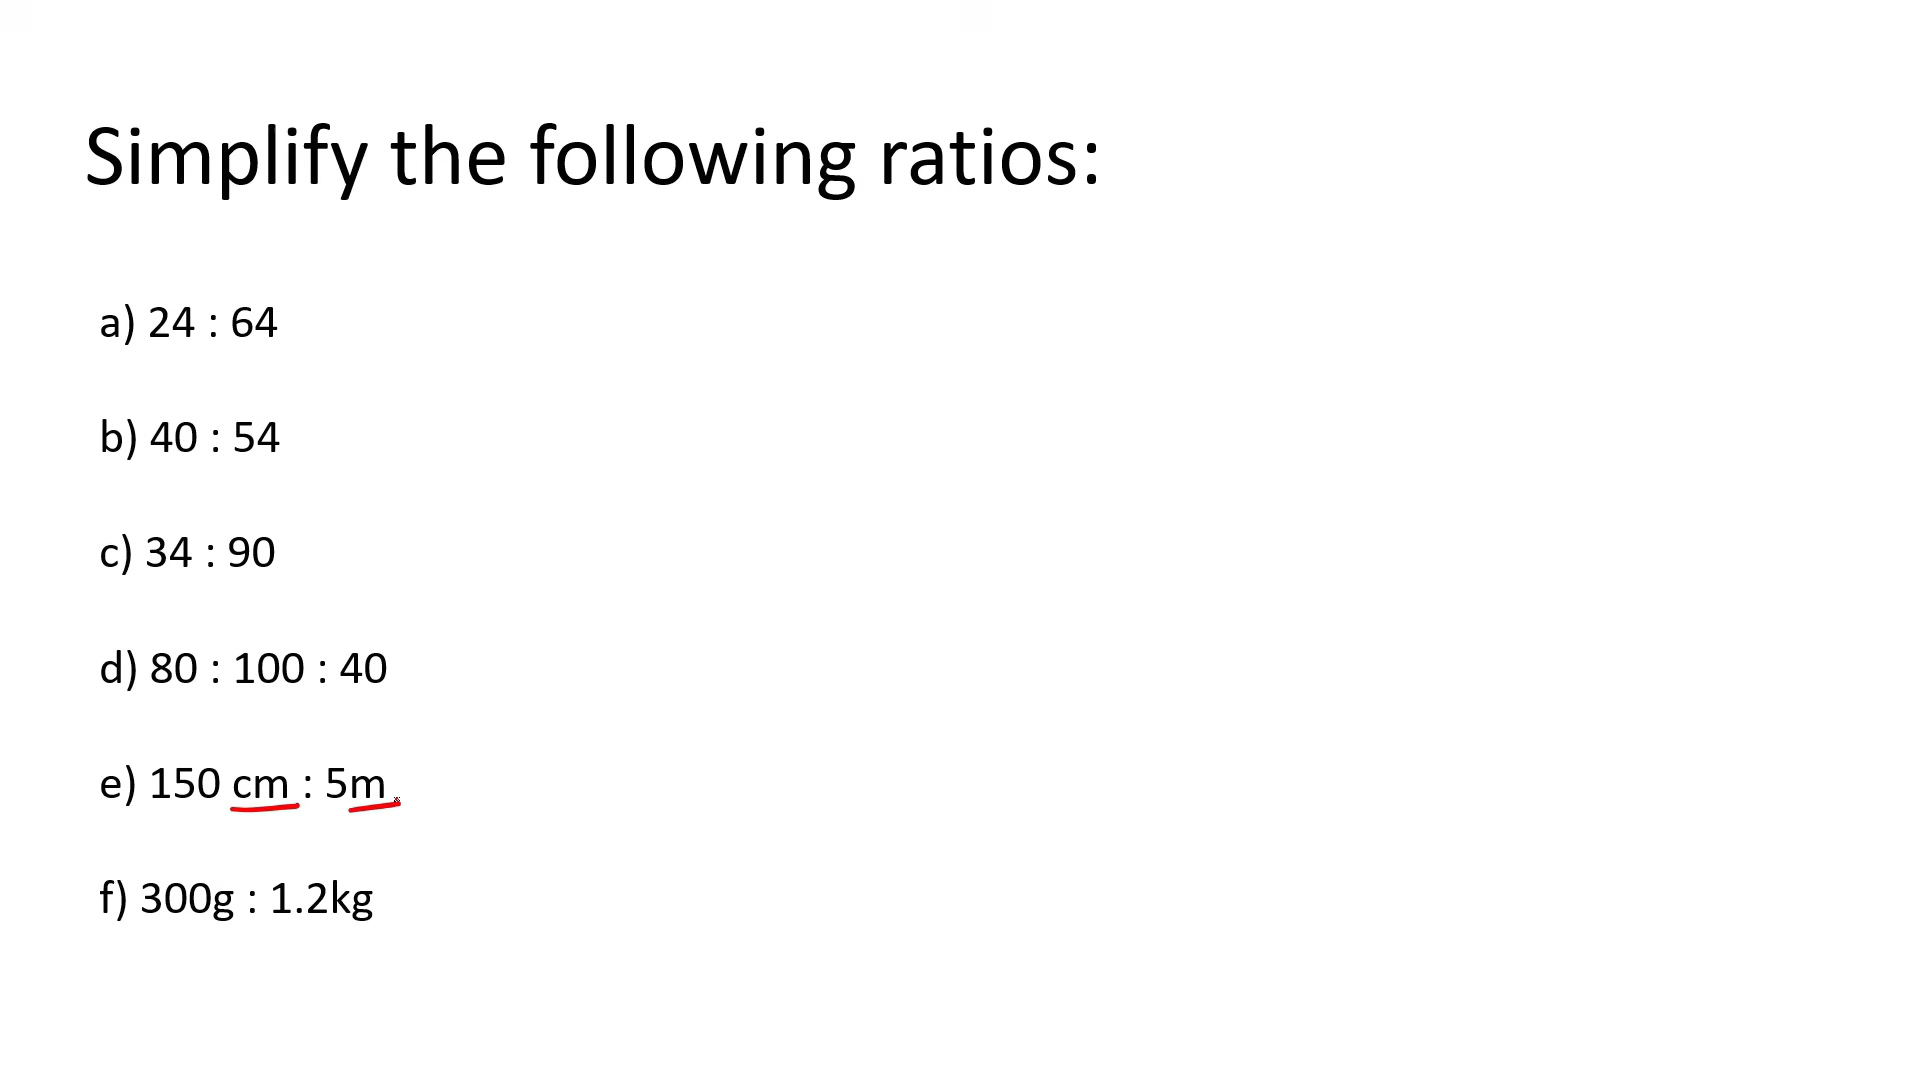 Simplify the following ratios:
a) 24 : 64
b) 40 : 54
c) 34 : 90
d) 80 : 100 : 40
e) 150 cm : 5m
f) 300g : 1.2kg